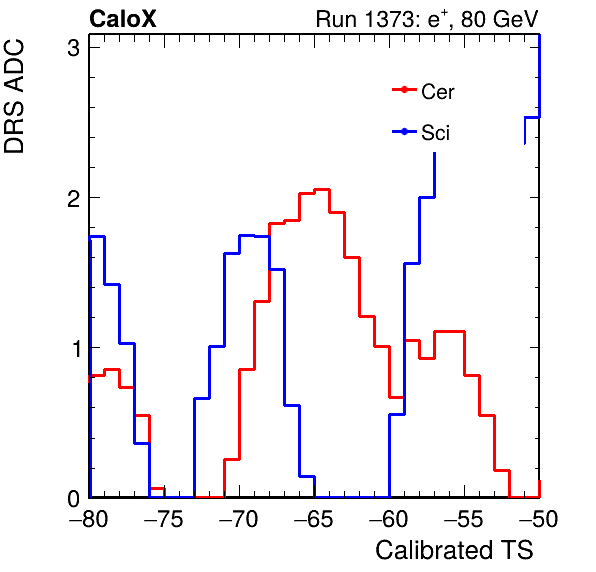 CaloX Run 1373: e⁺, 80 GeV
DRS ADC
3
2
1
0
Cer
Sci
−80 −75 −70 −65 −60 −55 −50
Calibrated TS